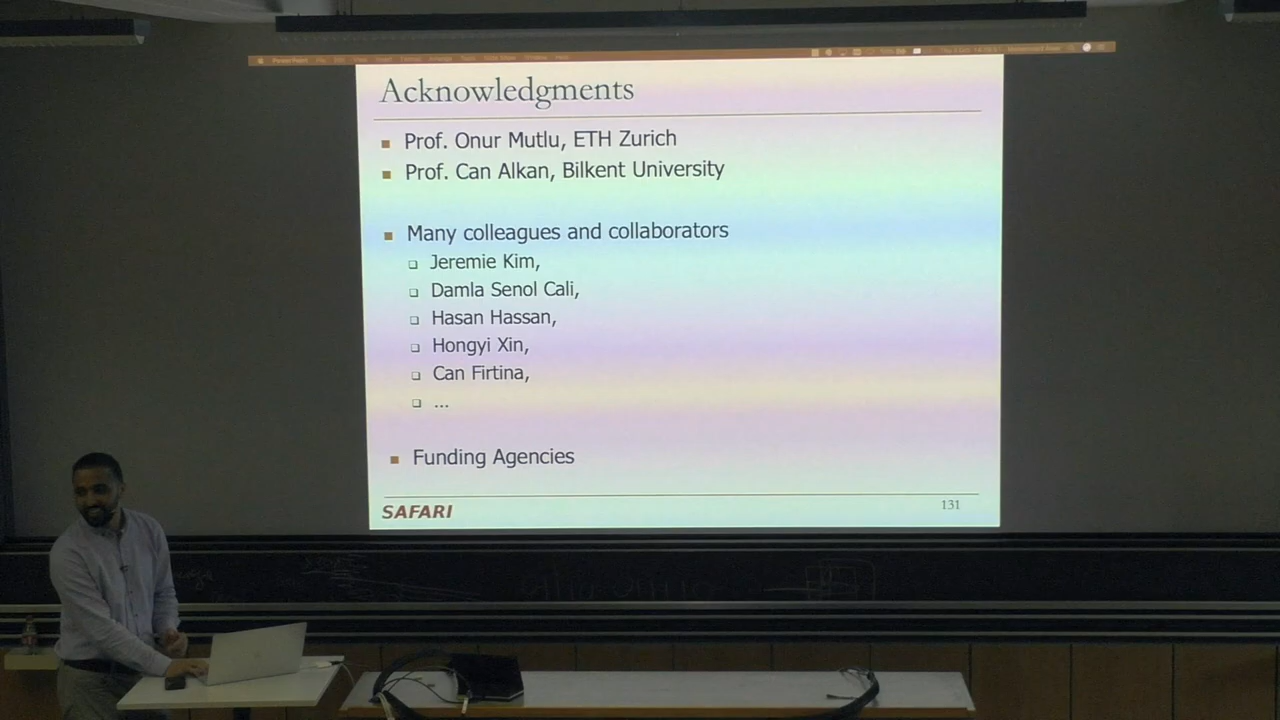 Acknowledgments
Prof. Onur Mutlu, ETH Zurich
Prof. Can Alkan, Bilkent University
Many colleagues and collaborators
Jeremie Kim,
Damla Senol Cali,
Hasan Hassan,
Hongyi Xin,
Can Firtina,
...
Funding Agencies
SAFARI
131